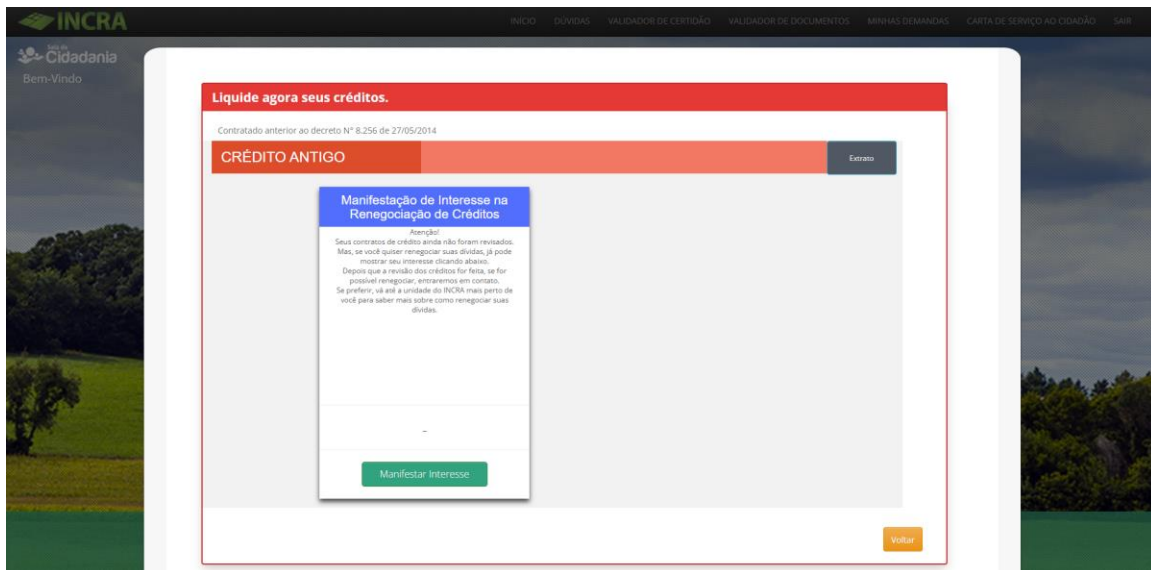 INCRA
INÍCIO DÚVIDAS VALIDADOR DE CERTIDÃO VALIDADOR DE DOCUMENTOS MINHAS DEMANDAS CARTA DE SERVIÇO AO CIDADÃO SAIR
Sala da
Cidadania
Bem-Vindo
Liquide agora seus créditos.
Contratado anterior ao decreto N° 8.256 de 27/05/2014
CRÉDITO ANTIGO
Extrato
Manifestação de Interesse na
Renegociação de Créditos
Atenção!
Seus contratos de crédito ainda não foram revisados.
Mas, se você quiser renegociar suas dívidas, já pode
mostrar seu interesse clicando abaixo.
Depois que a revisão dos créditos for feita, se for
possível renegociar, entraremos em contato.
Se preferir, vá até a unidade do INCRA mais perto de
você para saber mais sobre como renegociar suas
dívidas.
–
Manifestar Interesse
Voltar